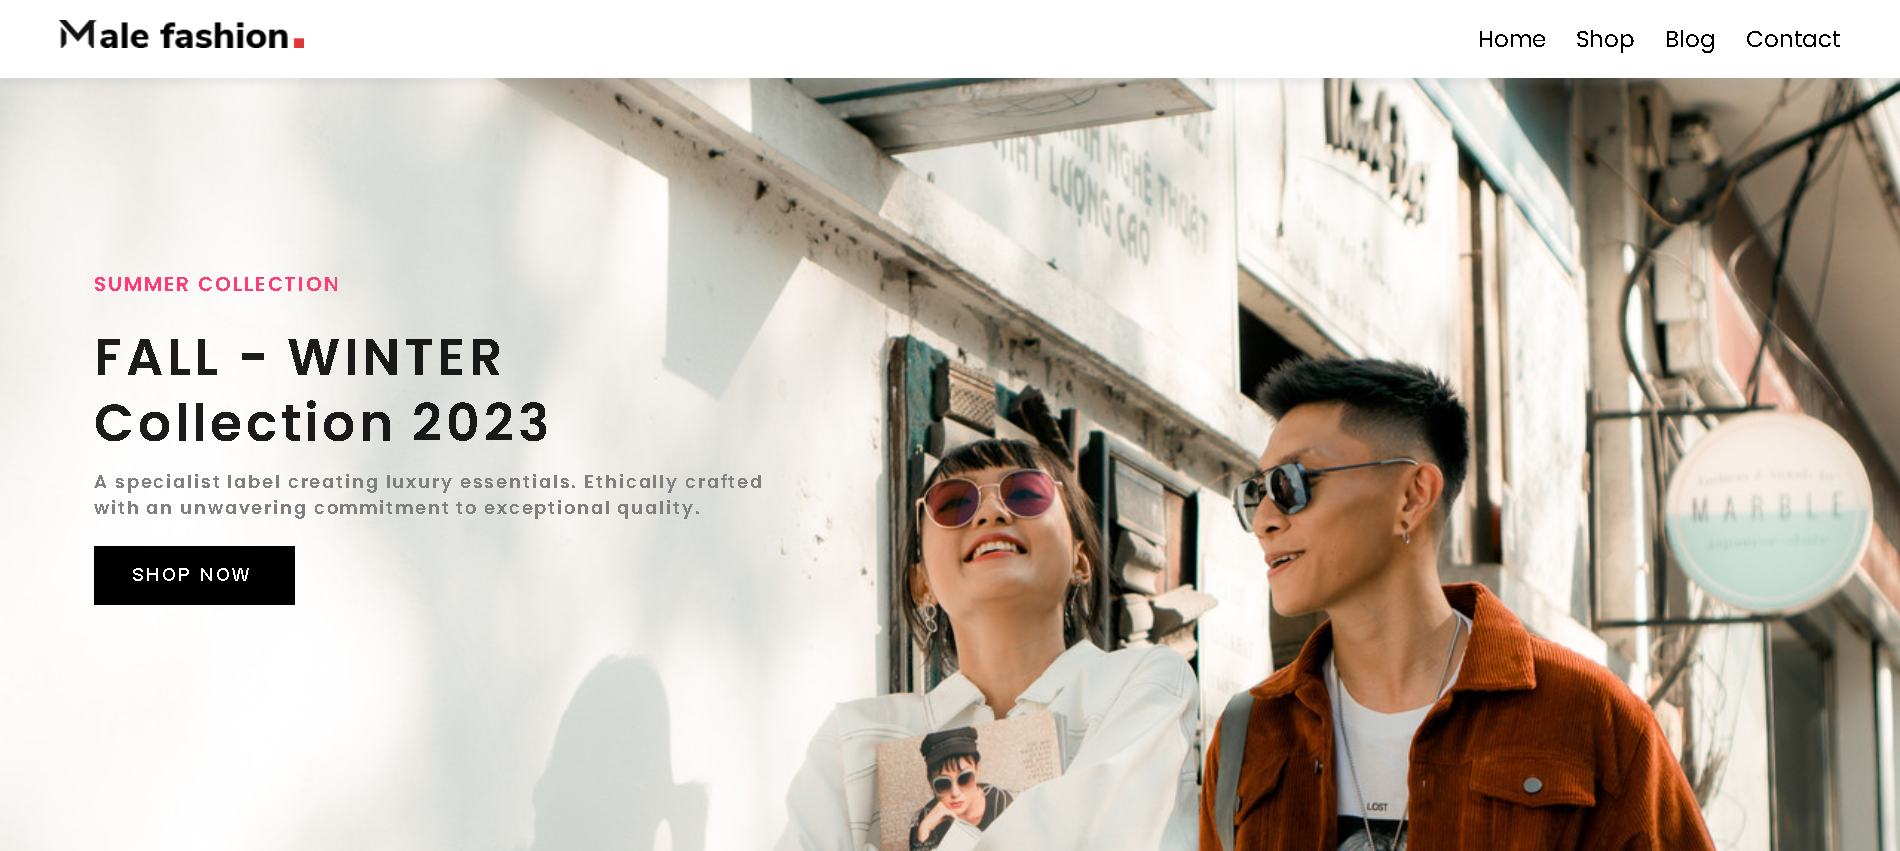 Male fashion.
Home Shop Blog Contact
SUMMER COLLECTION
FALL - WINTER
Collection 2023
A specialist label creating luxury essentials. Ethically crafted
with an unwavering commitment to exceptional quality.
SHOP NOW
NGHỆ THUẬT
LƯỢNG CAO
MARBLE
LOST